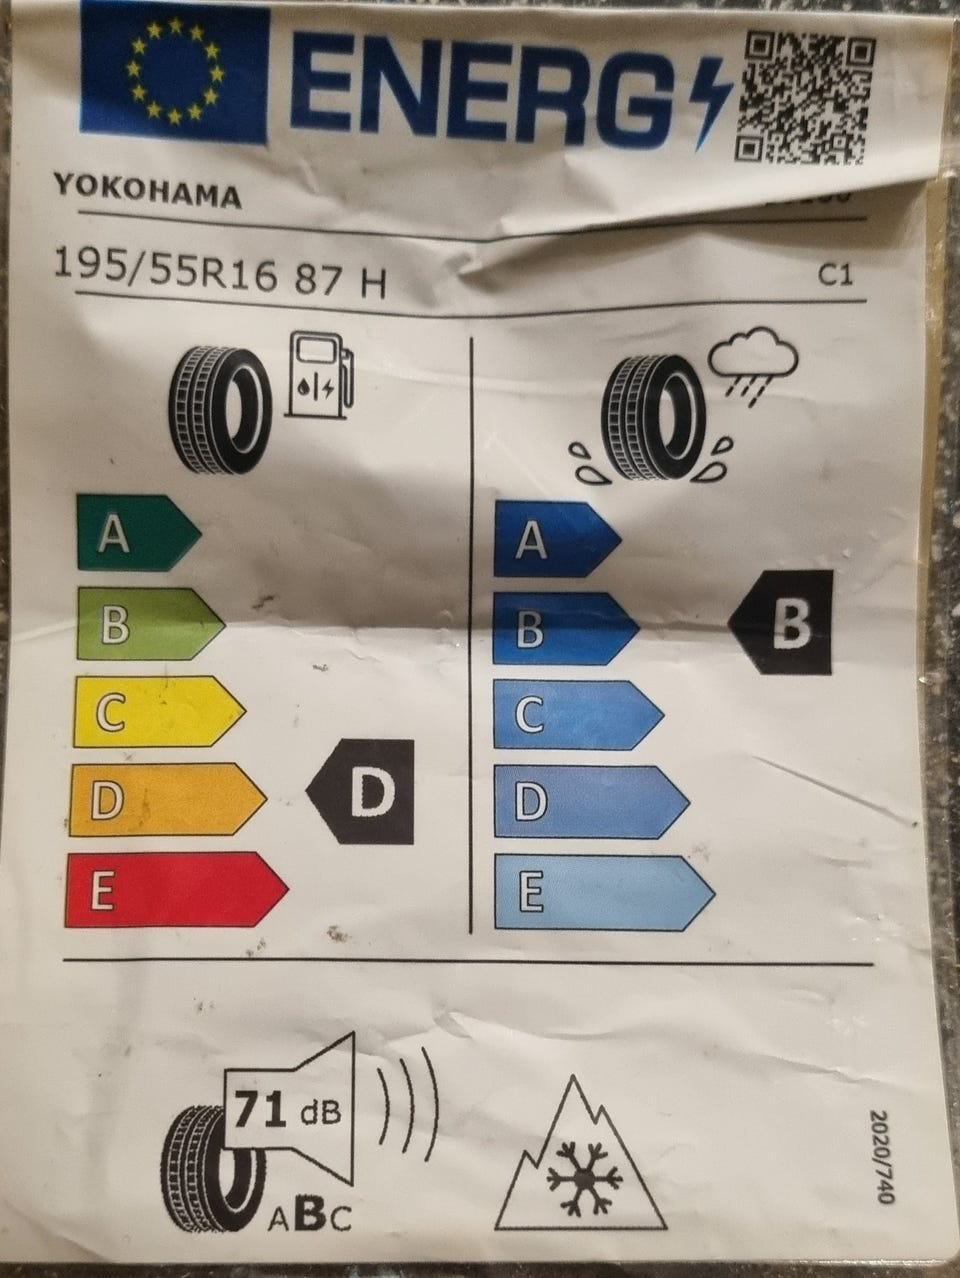 ENERG
YOKOHAMA
195/55R16 87 H C1
A
B
C
D
E
D
A
B
C
D
E
B
71 dB
ABC
2020/740